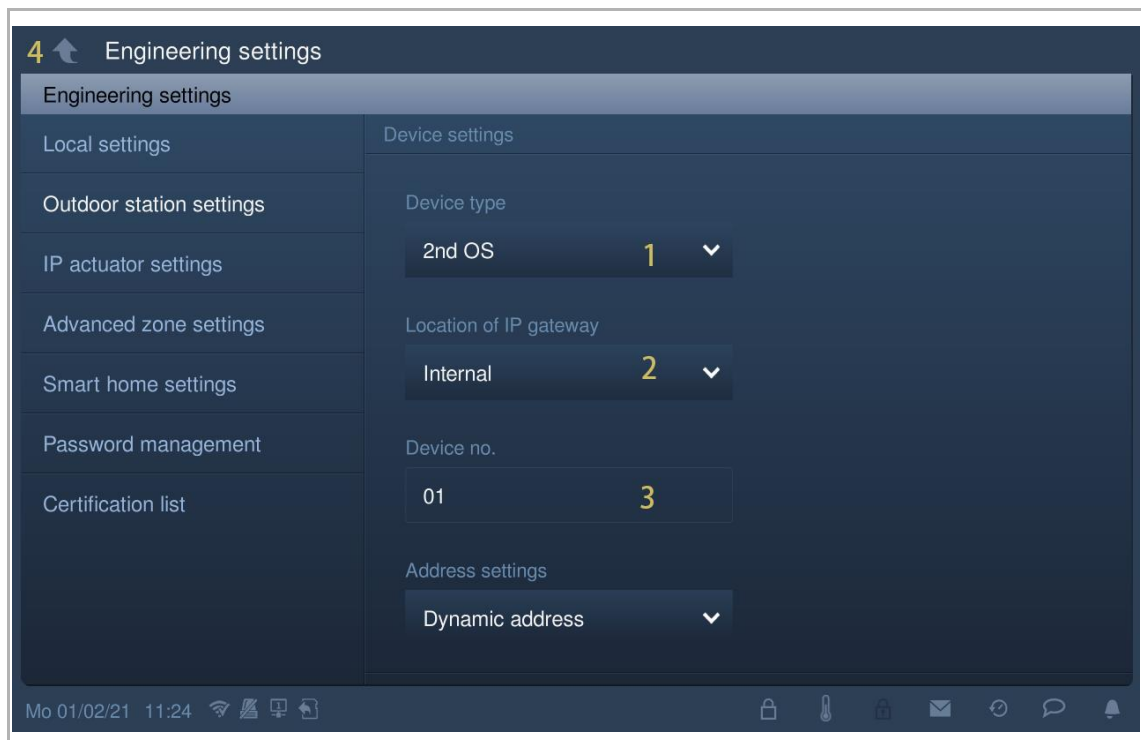 4 Engineering settings
Engineering settings
Local settings
Outdoor station settings
IP actuator settings
Advanced zone settings
Smart home settings
Password management
Certification list
Device settings
Device type
2nd OS 1
Location of IP gateway
Internal 2
Device no.
01 3
Address settings
Dynamic address
Mo 01/02/21 11:24